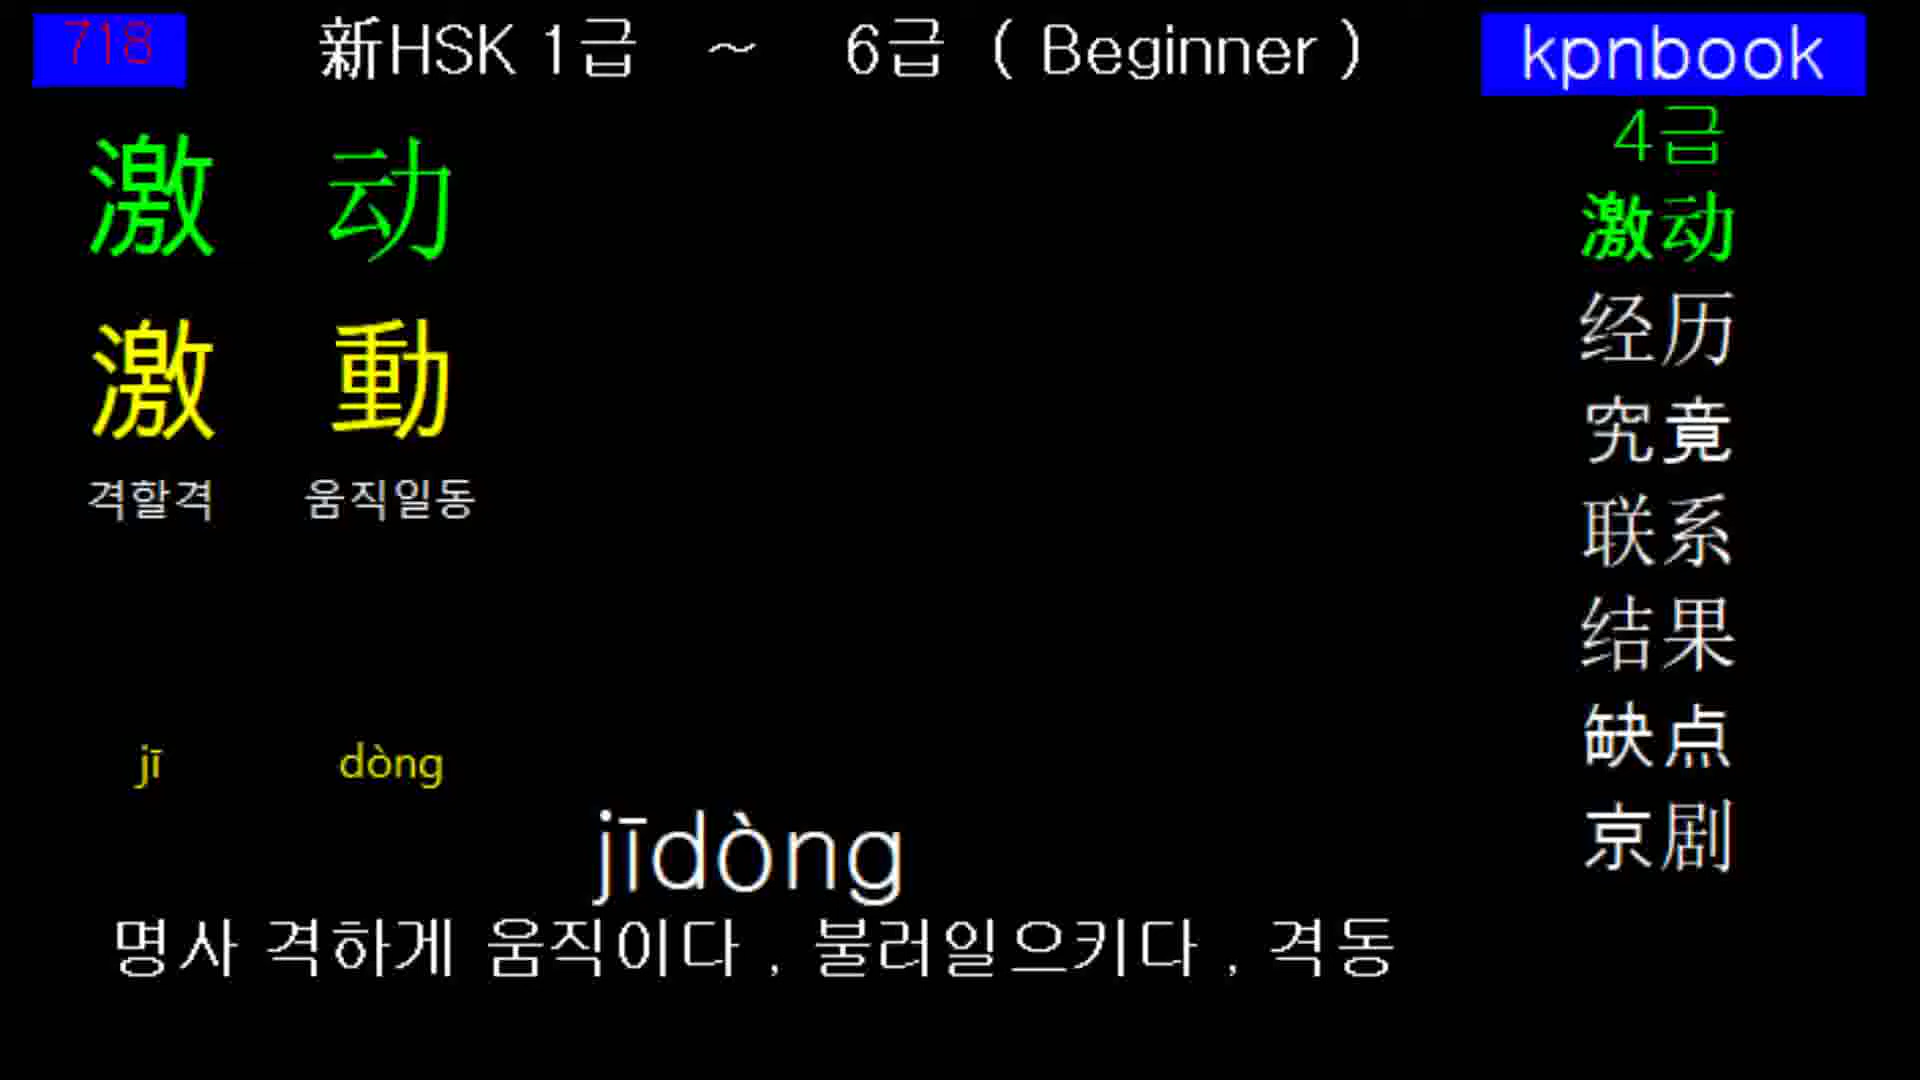 718
新HSK 1급 ~ 6급 ( Beginner )
kpnbook
激 动
激 動
격할격 움직일동
jī dòng
jīdòng
명사 격하게 움직이다 , 불러일으키다 , 격동
4급
激动
经历
究竟
联系
结果
缺点
京剧